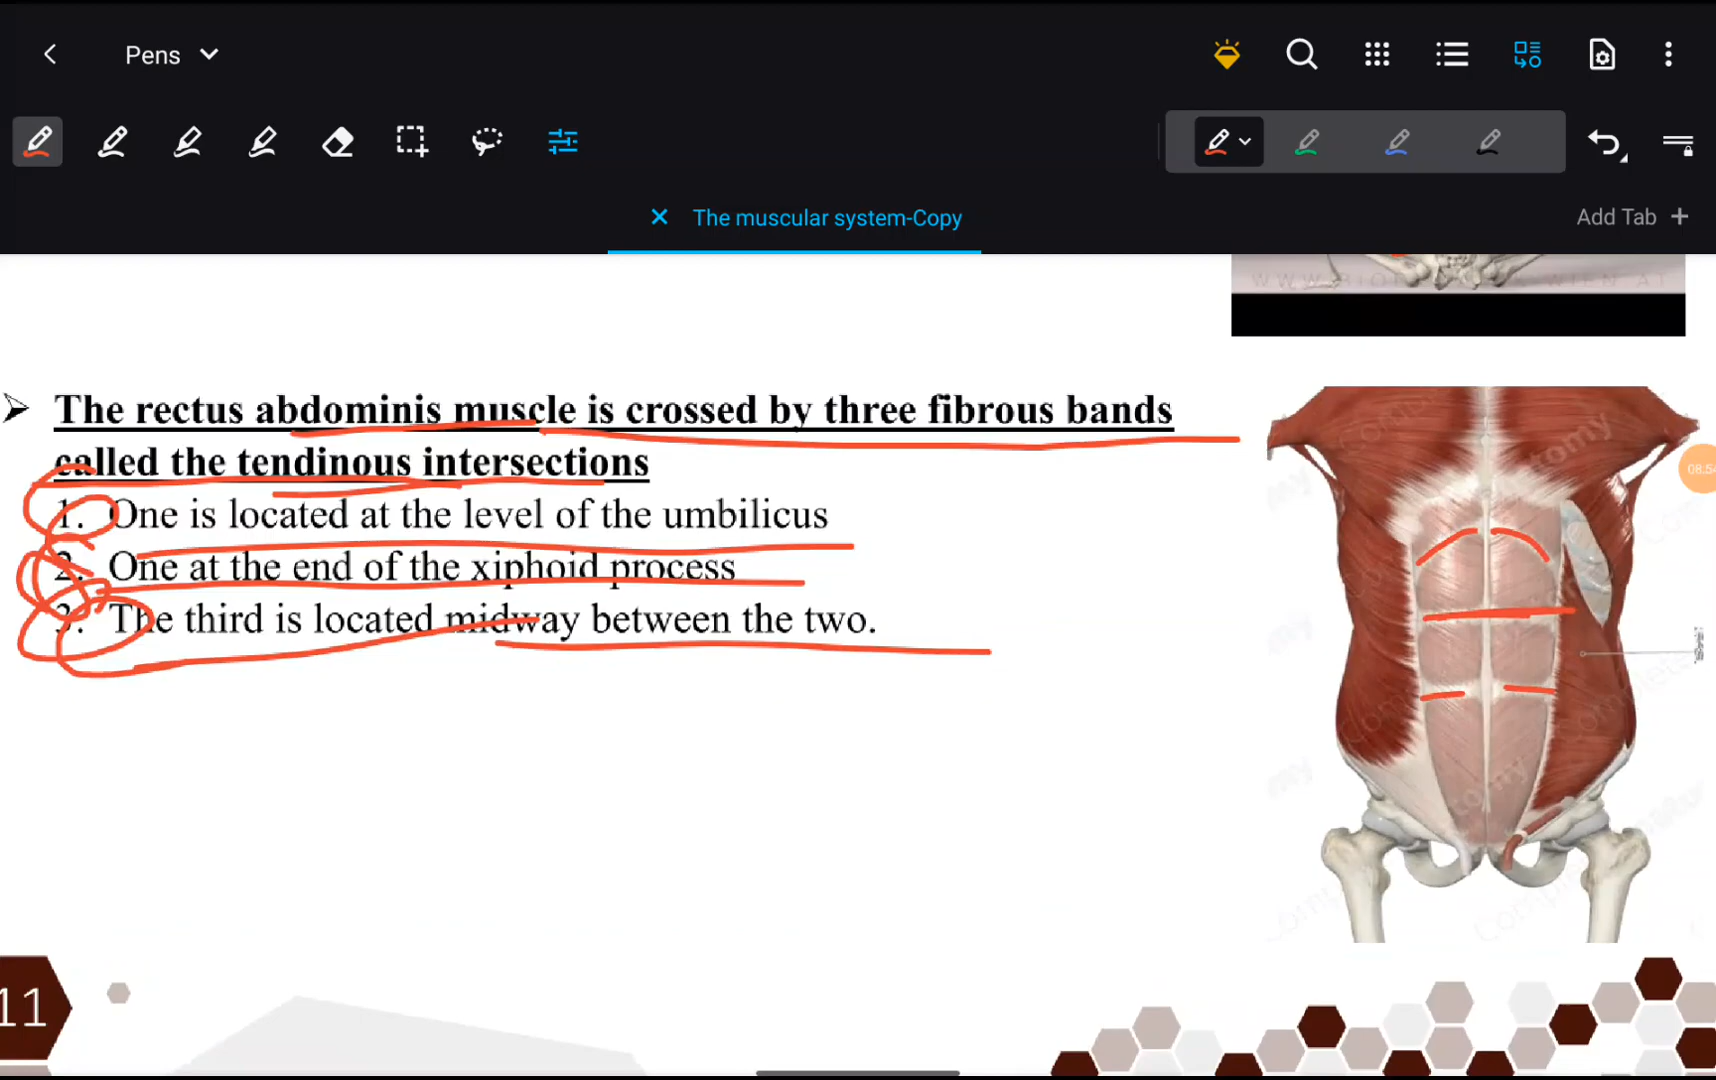 Pens
The muscular system-Copy
Add Tab +
➢ The rectus abdominis muscle is crossed by three fibrous bands
called the tendinous intersections
1. One is located at the level of the umbilicus
2. One at the end of the xiphoid process
3. The third is located midway between the two.
11